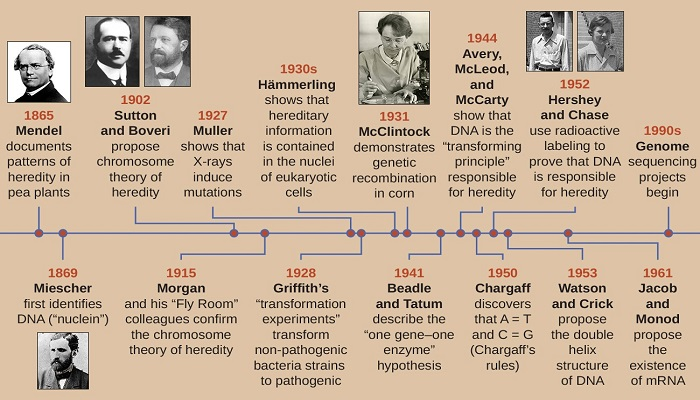 1865
Mendel
documents
patterns of
heredity in
pea plants
1902
Sutton
and Boveri
propose
chromosome
theory of
heredity
1927
Muller
shows that
X-rays
induce
mutations
1930s
Hämmerling
shows that
hereditary
information
is contained
in the nuclei
of eukaryotic
cells
1931
McClintock
demonstrates
genetic
recombination
in corn
1944
Avery,
McLeod,
and
McCarty
show that
DNA is the
“transforming
principle”
responsible
for heredity
1952
Hershey
and Chase
use radioactive
labeling to
prove that DNA
is responsible
for heredity
1990s
Genome
sequencing
projects
begin
1869
Miescher
first identifies
DNA (“nuclein”)
1915
Morgan
and his “Fly Room”
colleagues confirm
the chromosome
theory of heredity
1928
Griffith’s
“transformation
experiments”
transform
non-pathogenic
bacteria strains
to pathogenic
1941
Beadle
and Tatum
describe the
“one gene–one
enzyme”
hypothesis
1950
Chargaff
discovers
that A = T
and C = G
(Chargaff’s
rules)
1953
Watson
and Crick
propose
the double
helix
structure
of DNA
1961
Jacob
and
Monod
propose
the
existence
of mRNA